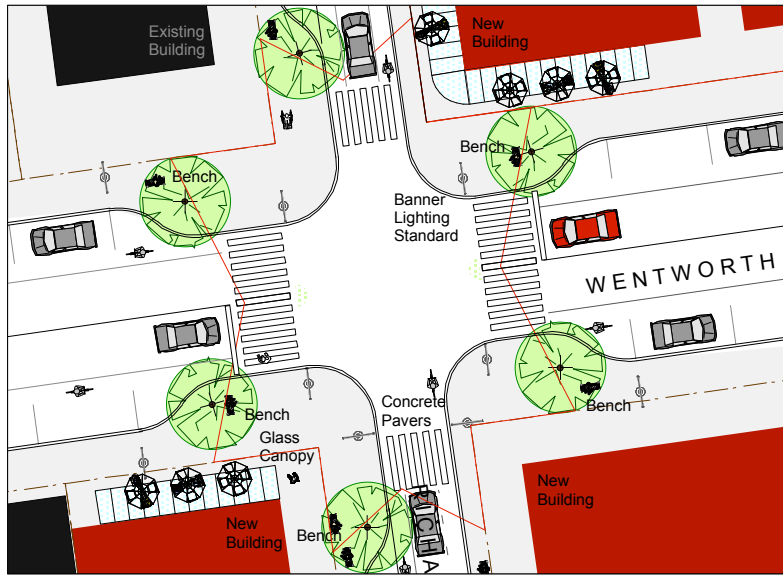 Existing
Building
New
Building
Bench
Bench
Banner
Lighting
Standard
WENTWORTH
Concrete
Pavers
Bench
Bench
Glass
Canopy
New
Building
New
Building
Bench